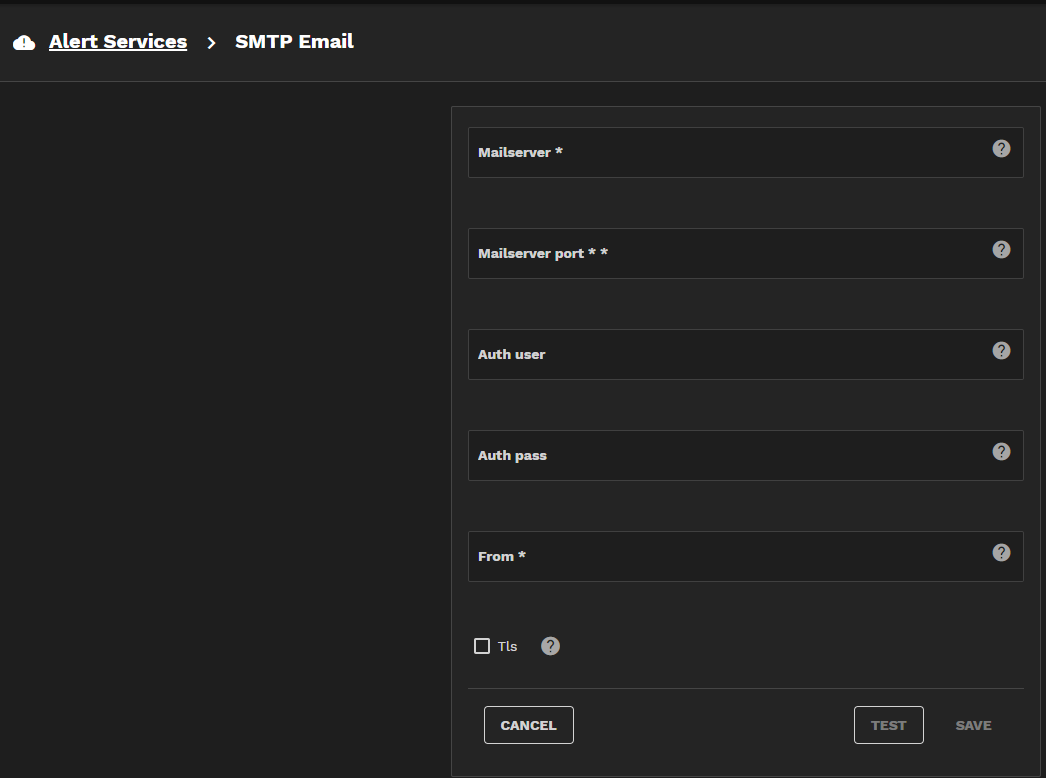 Alert Services > SMTP Email
Mailserver *
Mailserver port * *
Auth user
Auth pass
From *
Tls
CANCEL TEST SAVE